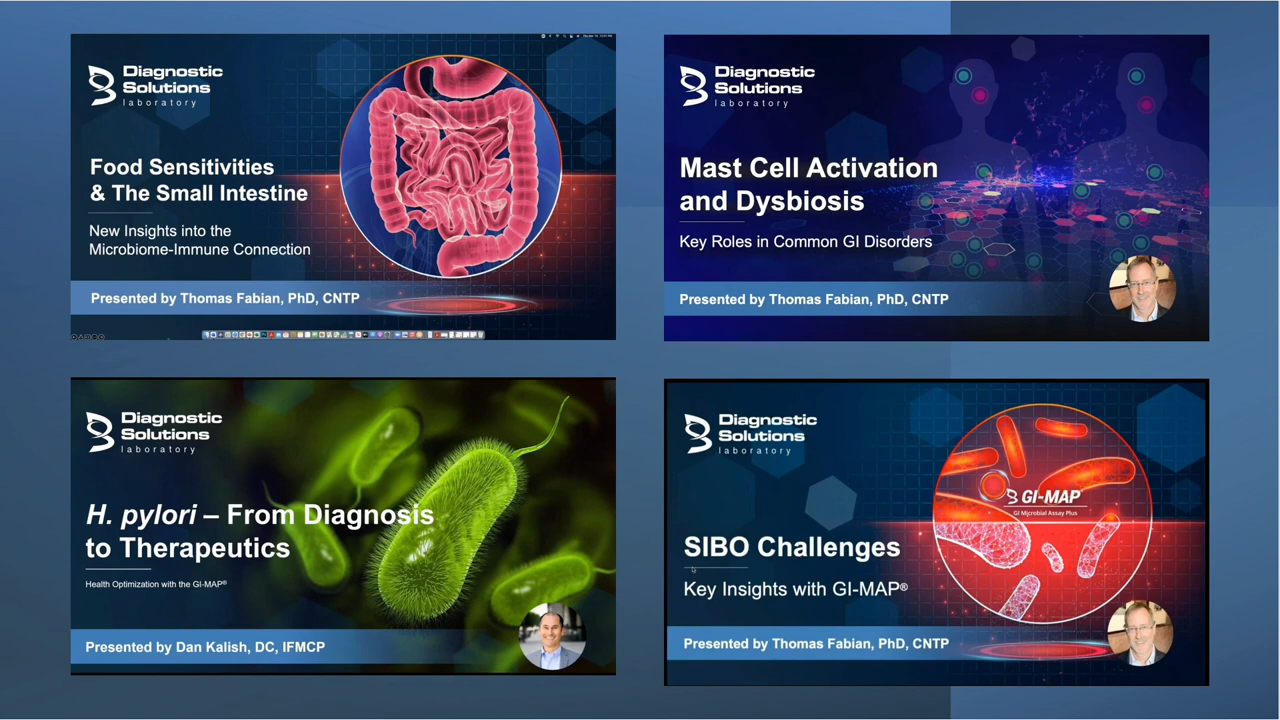 Diagnostic
Solutions
laboratory
Food Sensitivities
& The Small Intestine
New Insights into the
Microbiome-Immune Connection
Presented by Thomas Fabian, PhD, CNTP
Diagnostic
Solutions
laboratory
Mast Cell Activation
and Dysbiosis
Key Roles in Common GI Disorders
Presented by Thomas Fabian, PhD, CNTP
Diagnostic
Solutions
laboratory
H. pylori – From Diagnosis
to Therapeutics
Health Optimization with the GI-MAP®
Presented by Dan Kalish, DC, IFMCP
Diagnostic
Solutions
laboratory
GI-MAP
GI Microbial Assay Plus
SIBO Challenges
Key Insights with GI-MAP®
Presented by Thomas Fabian, PhD, CNTP